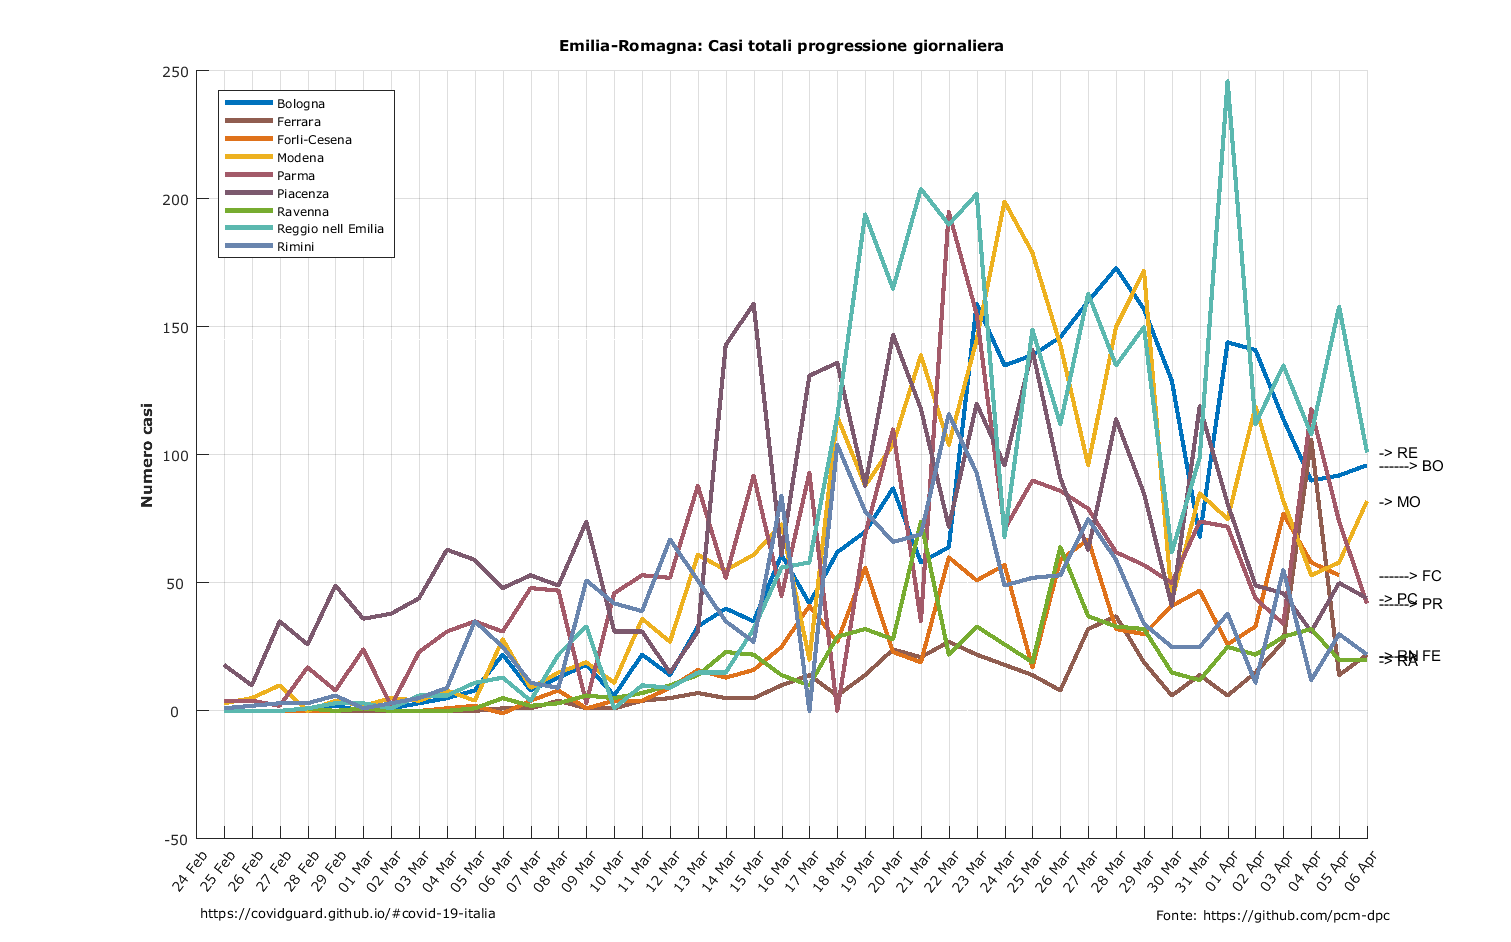 Emilia-Romagna: Casi totali progressione giornaliera
250
200
150
100
50
0
-50
Numero casi
Bologna
Ferrara
Forlì-Cesena
Modena
Parma
Piacenza
Ravenna
Reggio nell Emilia
Rimini
-> RE
------> BO
-> MO
------> FC
-> PC
------> PR
-> RN
------> FE
-> RA
24 Feb
25 Feb
26 Feb
27 Feb
28 Feb
29 Feb
01 Mar
02 Mar
03 Mar
04 Mar
05 Mar
06 Mar
07 Mar
08 Mar
09 Mar
10 Mar
11 Mar
12 Mar
13 Mar
14 Mar
15 Mar
16 Mar
17 Mar
18 Mar
19 Mar
20 Mar
21 Mar
22 Mar
23 Mar
24 Mar
25 Mar
26 Mar
27 Mar
28 Mar
29 Mar
30 Mar
31 Mar
01 Apr
02 Apr
03 Apr
04 Apr
05 Apr
06 Apr
https://covidguard.github.io/#covid-19-italia
Fonte: https://github.com/pcm-dpc